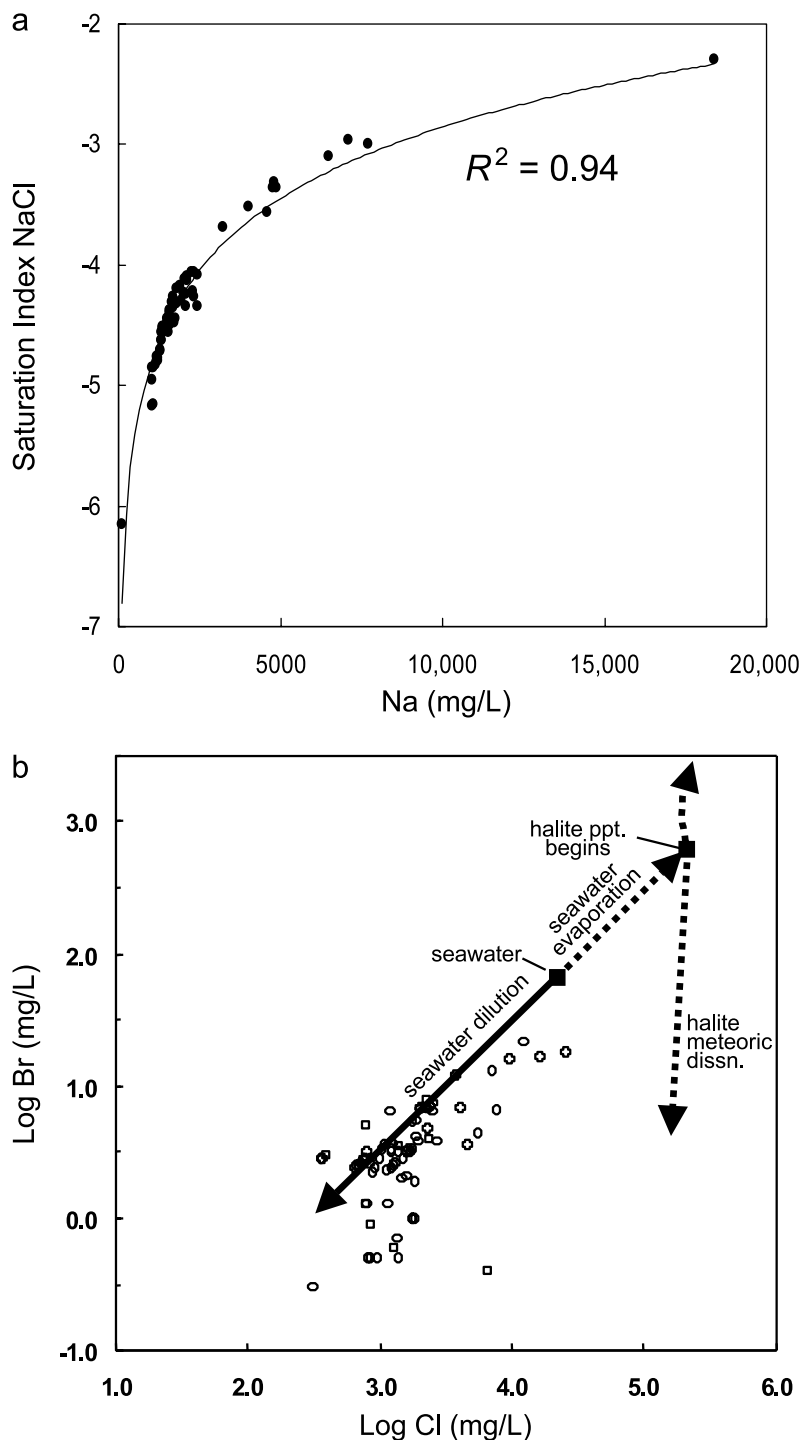 a
-2
-3
-4
-5
-6
-7
Saturation Index NaCl
R² = 0.94
0
5000
10,000
15,000
20,000
Na (mg/L)
b
3.0
2.0
1.0
0.0
-1.0
Log Br (mg/L)
halite ppt.
begins
seawater
evaporation
seawater
seawater dilution
halite
meteoric
dissn.
1.0
2.0
3.0
4.0
5.0
6.0
Log Cl (mg/L)